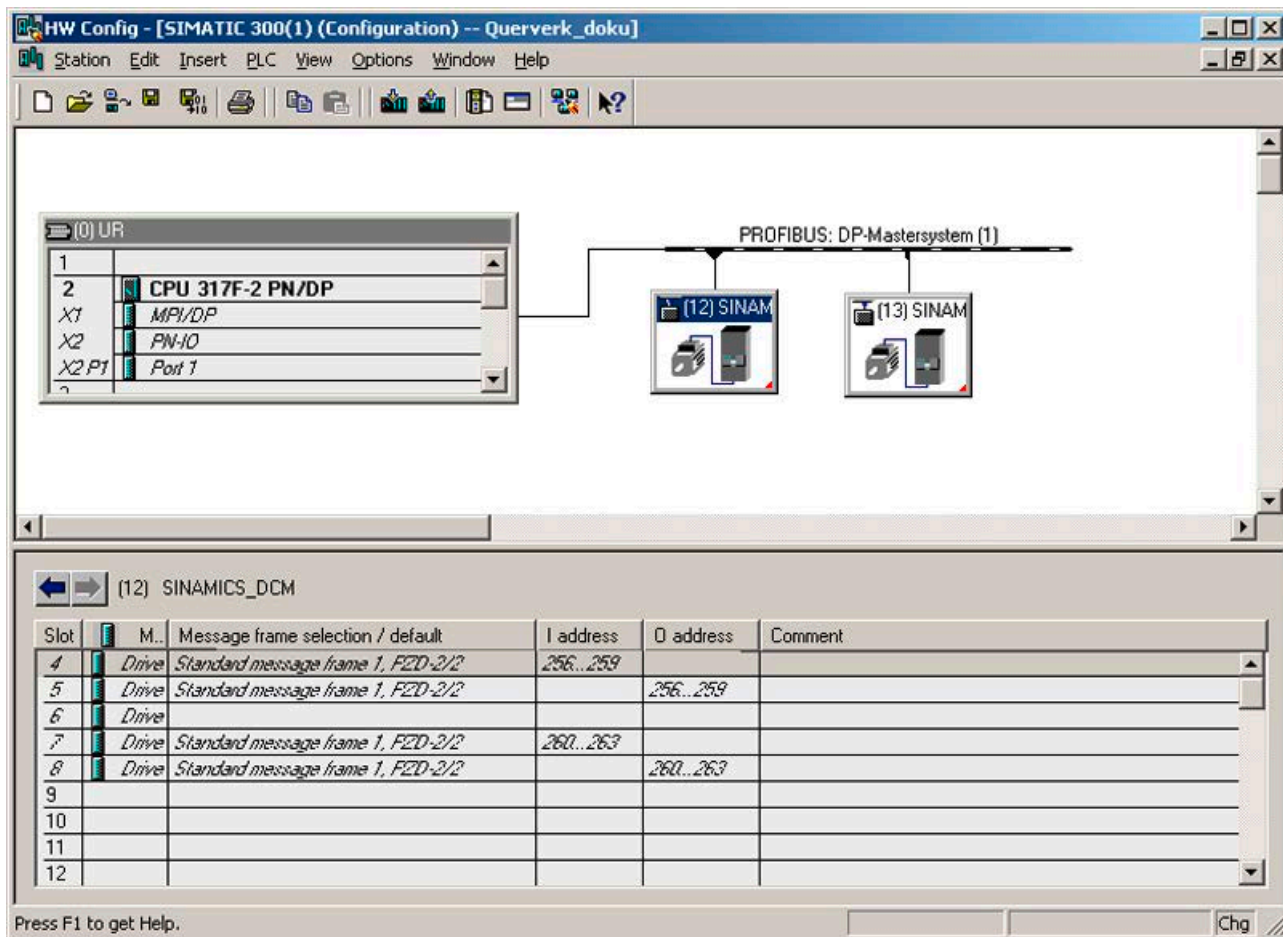 HW Config - [SIMATIC 300(1) (Configuration) -- Querverk_doku]
Station Edit Insert PLC View Options Window Help
(0) UR
1
2 CPU 317F-2 PN/DP
X1 MPI/DP
X2 PN-IO
X2 P1 Port 1
PROFIBUS: DP-Mastersystem (1)
(12) SINAM
(13) SINAM
(12) SINAMICS_DCM
Slot M... Message frame selection / default I address O address Comment
4 Drive Standard message frame 1, PZD-2/2 256...259
5 Drive Standard message frame 1, PZD-2/2 256...259
6 Drive
7 Drive Standard message frame 1, PZD-2/2 260...263
8 Drive Standard message frame 1, PZD-2/2 260...263
9
10
11
12
Press F1 to get Help. Chg